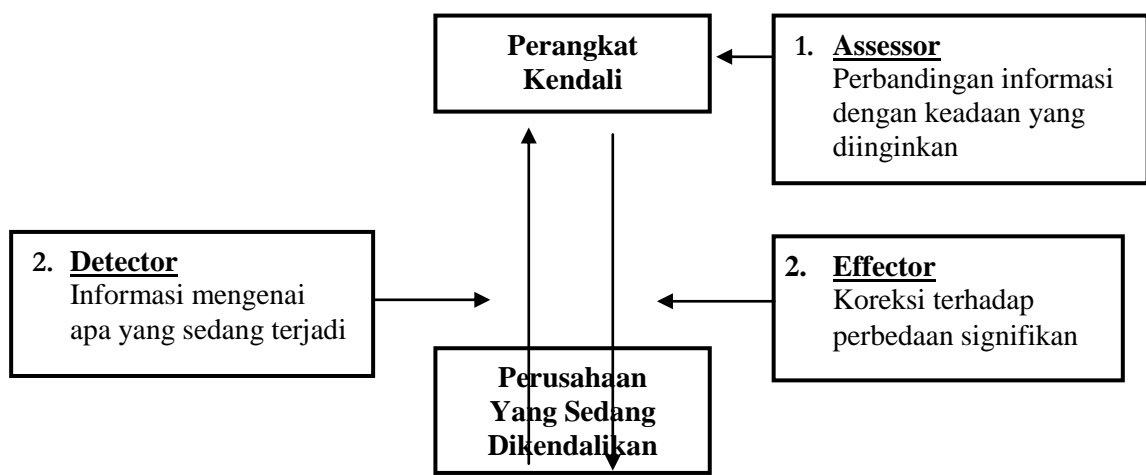 Perangkat
Kendali
1. Assessor
Perbandingan informasi
dengan keadaan yang
diinginkan
2. Detector
Informasi mengenai
apa yang sedang terjadi
2. Effector
Koreksi terhadap
perbedaan signifikan
Perusahaan
Yang Sedang
Dikendalikan